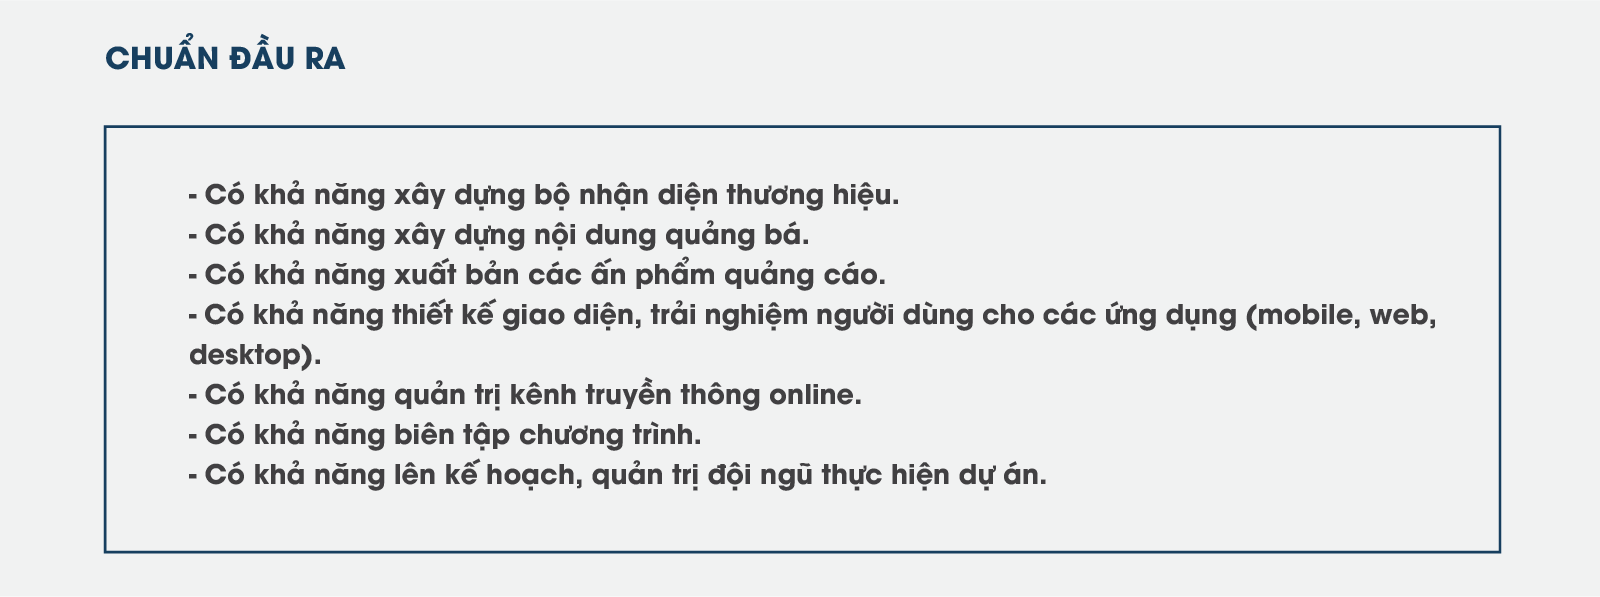 CHUẨN ĐẦU RA
- Có khả năng xây dựng bộ nhận diện thương hiệu.
- Có khả năng xây dựng nội dung quảng bá.
- Có khả năng xuất bản các ấn phẩm quảng cáo.
- Có khả năng thiết kế giao diện, trải nghiệm người dùng cho các ứng dụng (mobile, web,
desktop).
- Có khả năng quản trị kênh truyền thông online.
- Có khả năng biên tập chương trình.
- Có khả năng lên kế hoạch, quản trị đội ngũ thực hiện dự án.